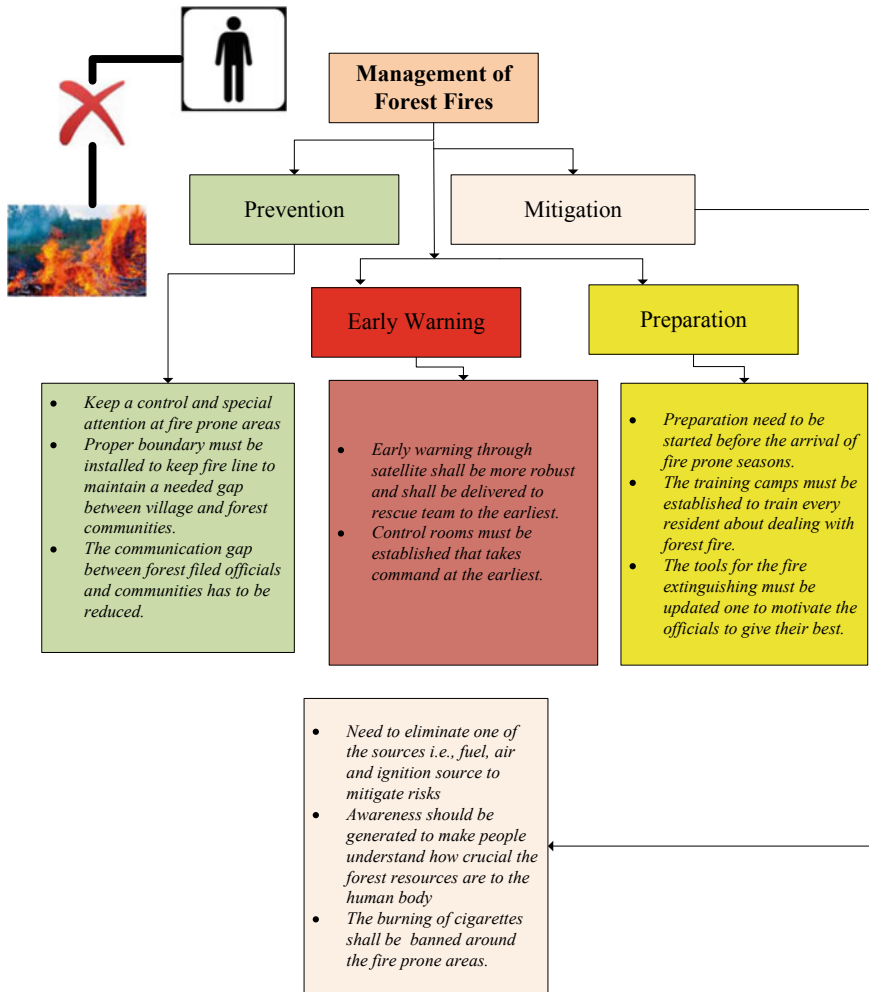 Management of
Forest Fires
Prevention
Mitigation
Early Warning
Preparation
• Keep a control and special
attention at fire prone areas
• Proper boundary must be
installed to keep fire line to
maintain a needed gap
between village and forest
communities.
• The communication gap
between forest filed officials
and communities has to be
reduced.
• Early warning through
satellite shall be more robust
and shall be delivered to
rescue team to the earliest.
• Control rooms must be
established that takes
command at the earliest.
• Preparation need to be
started before the arrival of
fire prone seasons.
• The training camps must be
established to train every
resident about dealing with
forest fire.
• The tools for the fire
extinguishing must be
updated one to motivate the
officials to give their best.
• Need to eliminate one of
the sources i.e., fuel, air
and ignition source to
mitigate risks
• Awareness should be
generated to make people
understand how crucial the
forest resources are to the
human body
• The burning of cigarettes
shall be banned around
the fire prone areas.